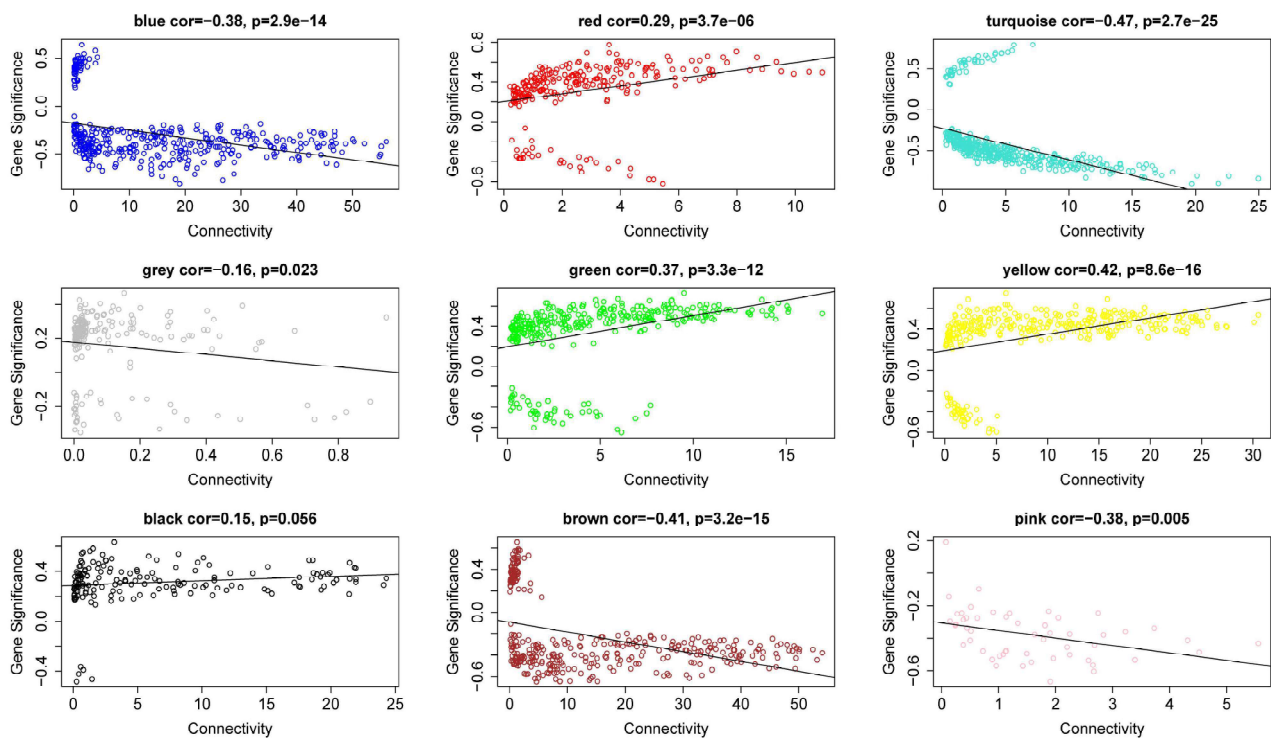 blue cor=−0.38, p=2.9e−14
Gene Significance
0.5
0.0
−0.5
0 10 20 30 40 50
Connectivity
red cor=0.29, p=3.7e−06
Gene Significance
0.8
0.4
0.0
−0.6
0 2 4 6 8 10
Connectivity
turquoise cor=−0.47, p=2.7e−25
Gene Significance
0.5
0.0
−0.5
0 5 10 15 20 25
Connectivity
grey cor=−0.16, p=0.023
Gene Significance
0.2
−0.2
0.0 0.2 0.4 0.6 0.8
Connectivity
green cor=0.37, p=3.3e−12
Gene Significance
0.4
0.0
−0.6
0 5 10 15
Connectivity
yellow cor=0.42, p=8.6e−16
Gene Significance
0.4
0.0
−0.6
0 5 10 15 20 25 30
Connectivity
black cor=0.15, p=0.056
Gene Significance
0.4
0.0
−0.4
0 5 10 15 20 25
Connectivity
brown cor=−0.41, p=3.2e−15
Gene Significance
0.4
0.0
−0.6
0 10 20 30 40 50
Connectivity
pink cor=−0.38, p=0.005
Gene Significance
0.2
−0.2
−0.6
0 1 2 3 4 5
Connectivity